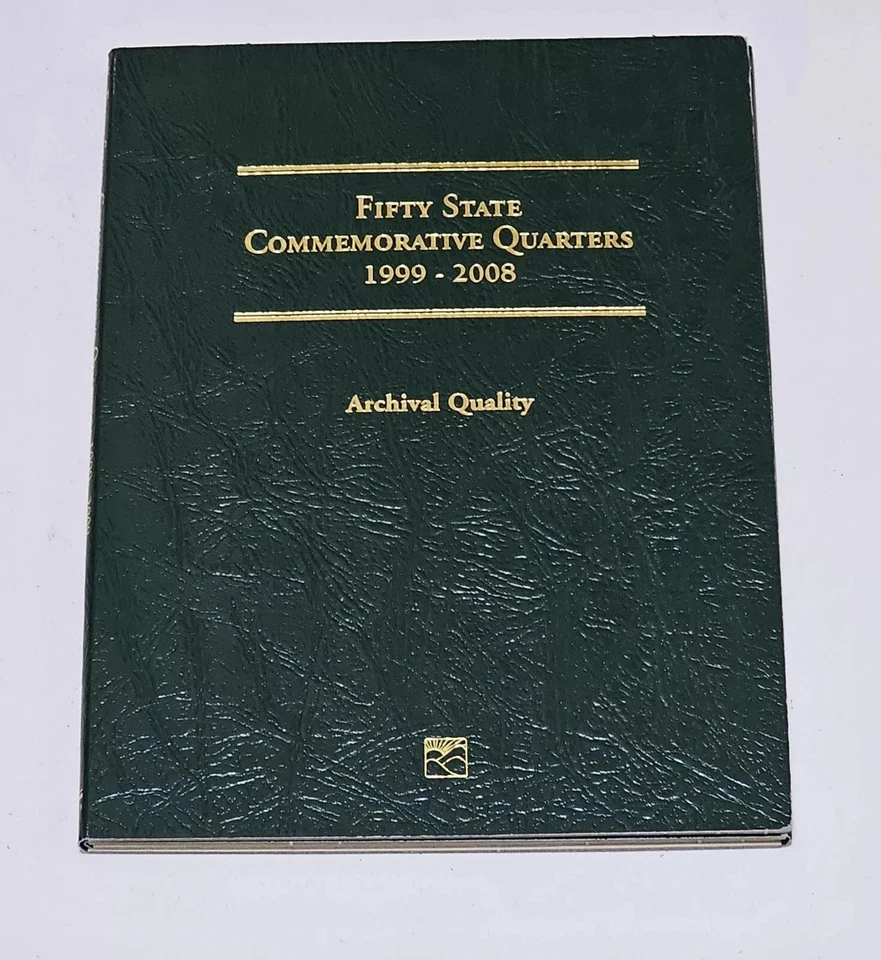 Fifty State
Commemorative Quarters
1999 - 2008
Archival Quality